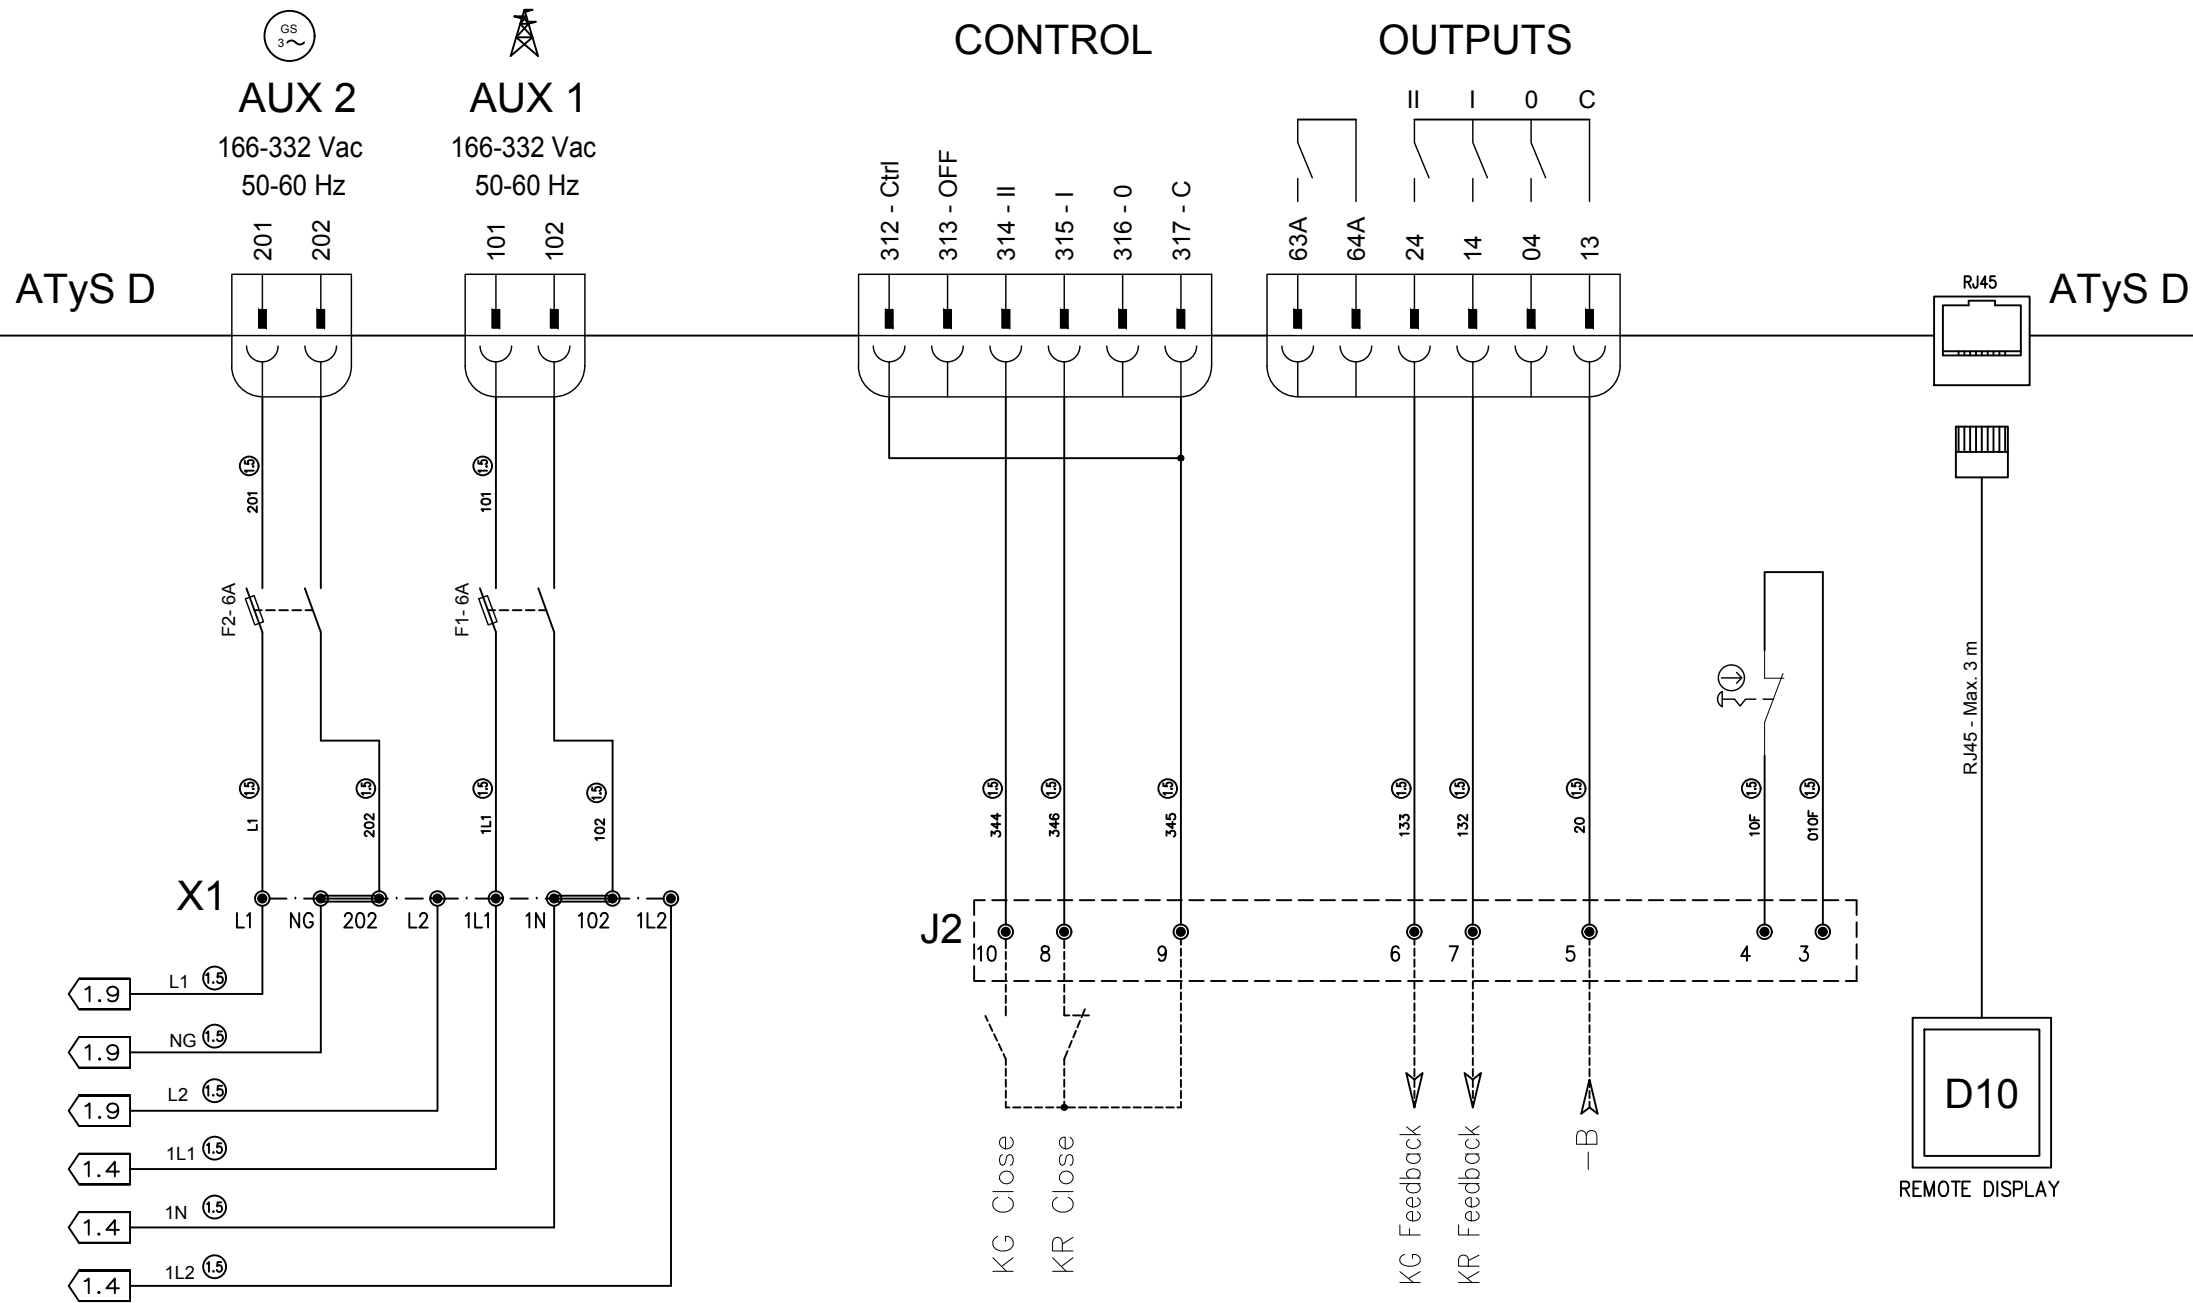 GS
3
AUX 2
166-332 Vac
50-60 Hz
201
202
AUX 1
166-332 Vac
50-60 Hz
101
102
CONTROL
312 - Ctrl
313 - OFF
314 - II
315 - I
316 - 0
317 - C
OUTPUTS
II I 0 C
63A
64A
24
14
04
13
ATyS D
RJ45
ATyS D
201
1.5
101
1.5
F2- 6A
F1- 6A
RJ45 - Max. 3 m
L1
1.5
202
1.5
1L1
1.5
102
1.5
344
1.5
346
1.5
345
1.5
133
1.5
132
1.5
20
1.5
10F
1.5
010F
1.5
X1
L1 NG 202 L2 1L1 1N 102 1L2
J2
10 8 9 6 7 5 4 3
1.9 L1 1.5
1.9 NG 1.5
1.9 L2 1.5
1.4 1L1 1.5
1.4 1N 1.5
1.4 1L2 1.5
KG Close
KR Close
KG Feedback
KR Feedback
-B
D10
REMOTE DISPLAY